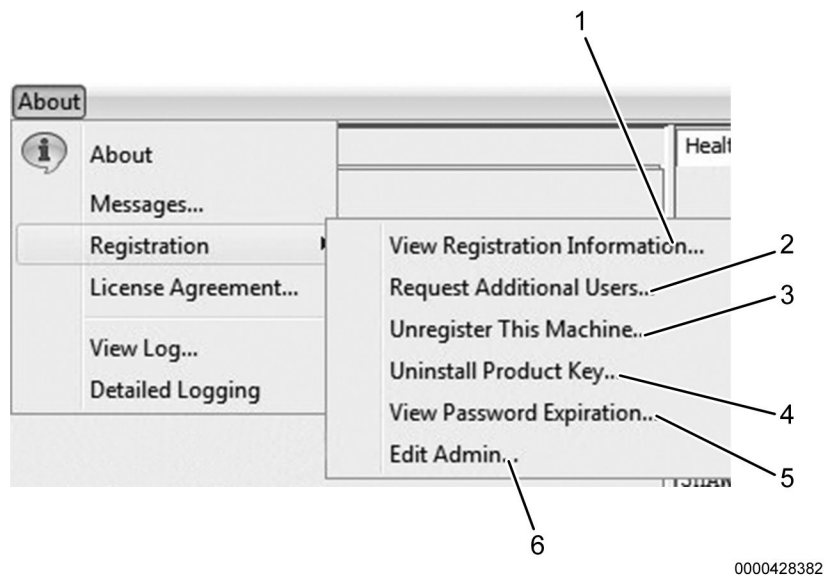 1
About
About
Healt
Messages...
Registration
View Registration Information...
2
License Agreement...
Request Additional Users...
3
Unregister This Machine...
View Log...
Uninstall Product Key...
Detailed Logging
View Password Expiration...
4
Edit Admin...
5
6
0000428382